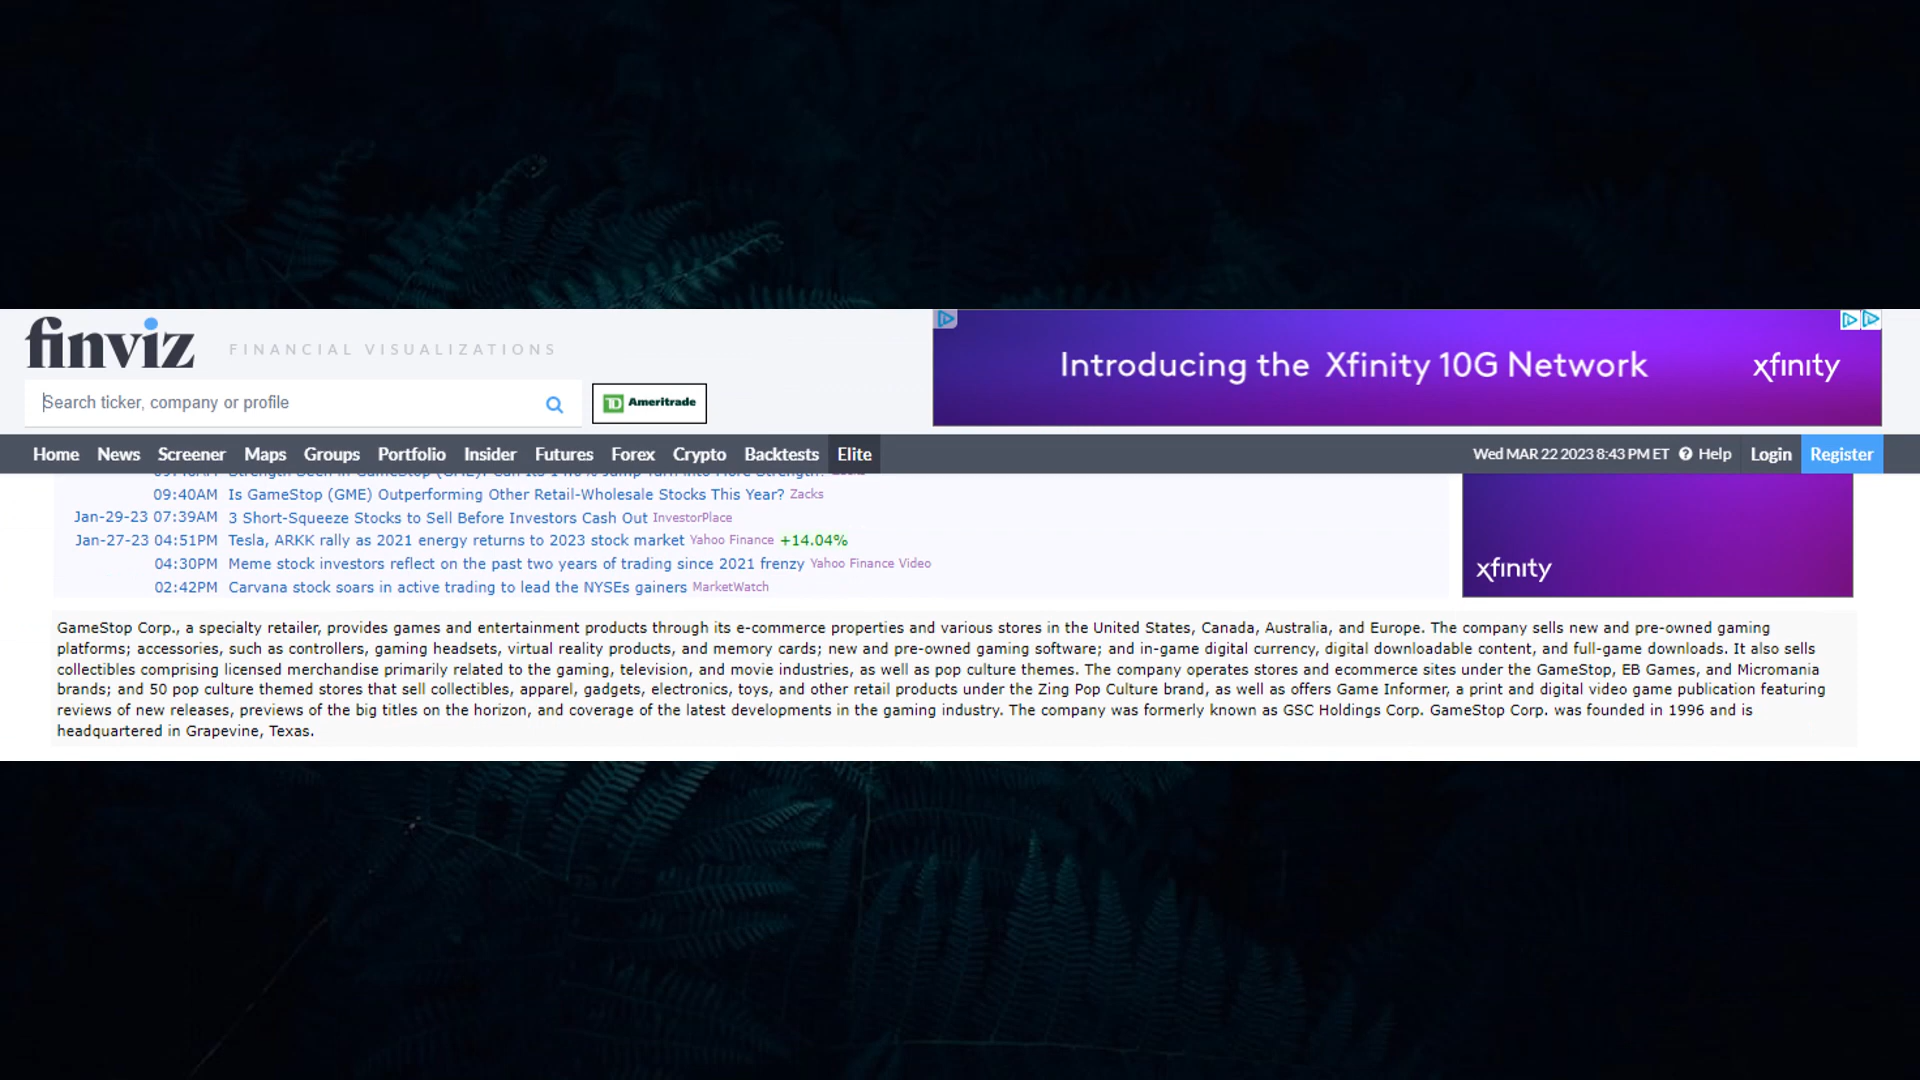 finviz FINANCIAL VISUALIZATIONS
Introducing the Xfinity 10G Network xfinity
Search ticker, company or profile
TD Ameritrade
Home News Screener Maps Groups Portfolio Insider Futures Forex Crypto Backtests Elite Wed MAR 22 2023 8:43 PM ET Help Login Register
09:40AM Is GameStop (GME) Outperforming Other Retail-Wholesale Stocks This Year? Zacks
Jan-29-23 07:39AM 3 Short-Squeeze Stocks to Sell Before Investors Cash Out InvestorPlace
Jan-27-23 04:51PM Tesla, ARKK rally as 2021 energy returns to 2023 stock market Yahoo Finance +14.04%
04:30PM Meme stock investors reflect on the past two years of trading since 2021 frenzy Yahoo Finance Video
02:42PM Carvana stock soars in active trading to lead the NYSEs gainers MarketWatch
xfinity
GameStop Corp., a specialty retailer, provides games and entertainment products through its e-commerce properties and various stores in the United States, Canada, Australia, and Europe. The company sells new and pre-owned gaming
platforms; accessories, such as controllers, gaming headsets, virtual reality products, and memory cards; new and pre-owned gaming software; and in-game digital currency, digital downloadable content, and full-game downloads. It also sells
collectibles comprising licensed merchandise primarily related to the gaming, television, and movie industries, as well as pop culture themes. The company operates stores and ecommerce sites under the GameStop, EB Games, and Micromania
brands; and 50 pop culture themed stores that sell collectibles, apparel, gadgets, electronics, toys, and other retail products under the Zing Pop Culture brand, as well as offers Game Informer, a print and digital video game publication featuring
reviews of new releases, previews of the big titles on the horizon, and coverage of the latest developments in the gaming industry. The company was formerly known as GSC Holdings Corp. GameStop Corp. was founded in 1996 and is
headquartered in Grapevine, Texas.